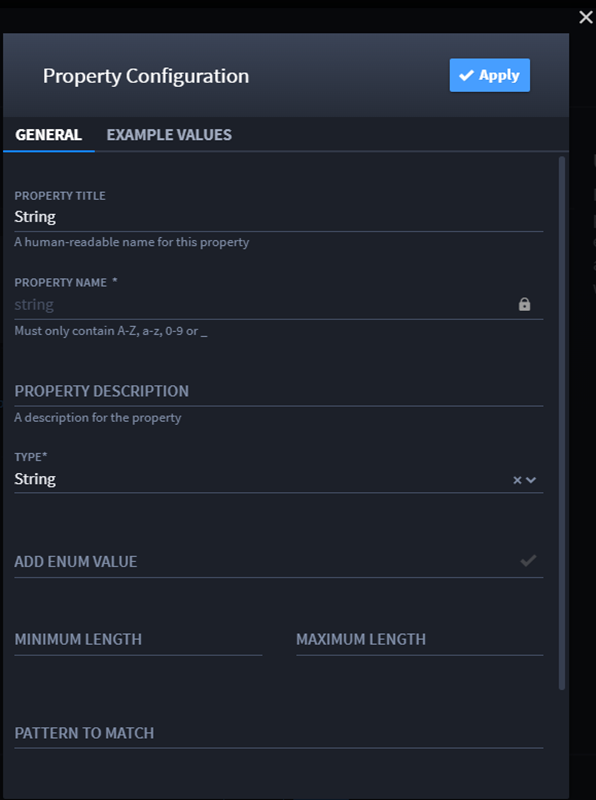 Property Configuration
Apply
GENERAL EXAMPLE VALUES
PROPERTY TITLE
String
A human-readable name for this property
PROPERTY NAME *
string
Must only contain A-Z, a-z, 0-9 or _
PROPERTY DESCRIPTION
A description for the property
TYPE*
String
ADD ENUM VALUE
MINIMUM LENGTH MAXIMUM LENGTH
PATTERN TO MATCH